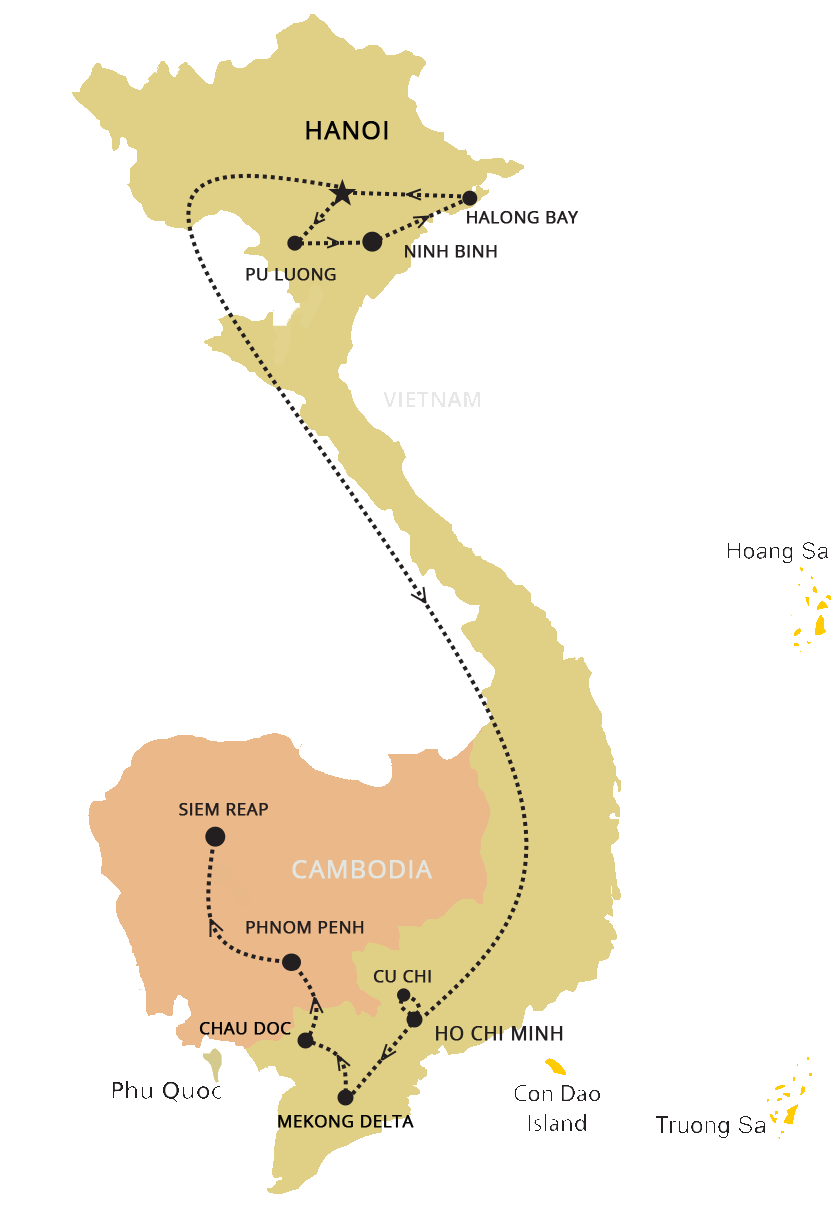 HANOI
HALONG BAY
NINH BINH
PU LUONG
VIETNAM
Hoang Sa
SIEM REAP
CAMBODIA
PHNOM PENH
CU CHI
CHAU DOC
HO CHI MINH
Phu Quoc
Con Dao
Island
MEKONG DELTA
Truong Sa